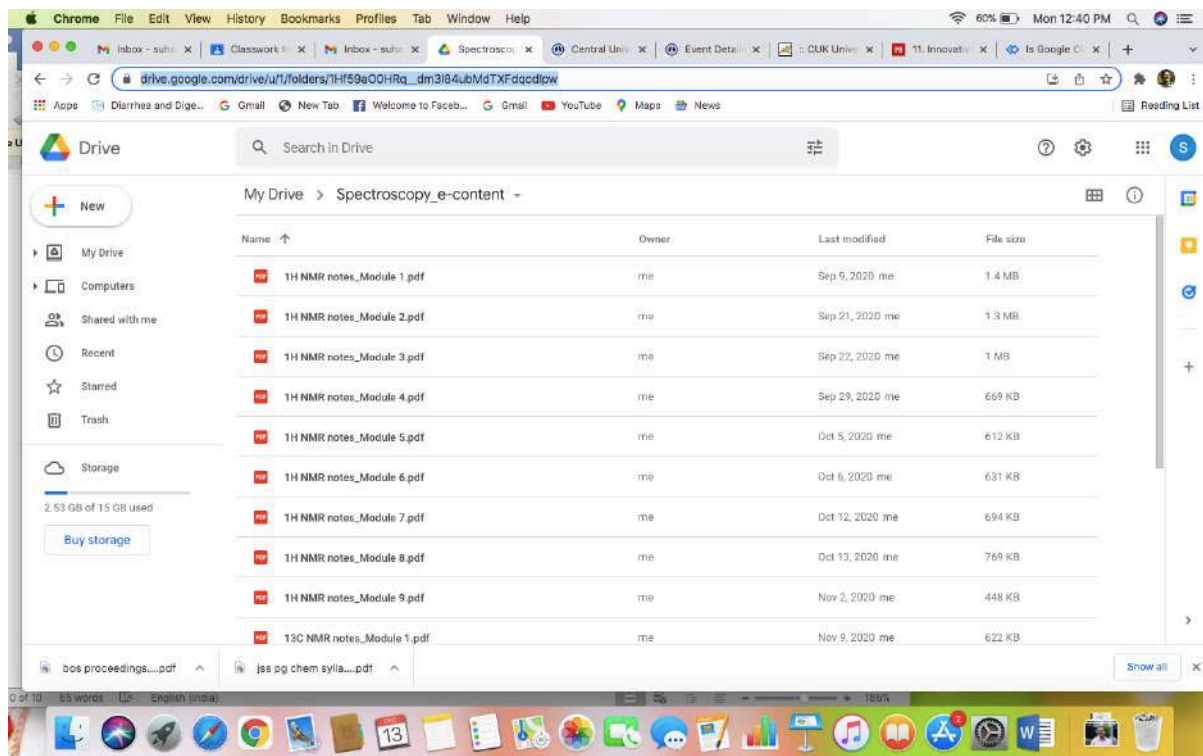 Chrome File Edit View History Bookmarks Profiles Tab Window Help 60% Mon 12:40 PM
Inbox - suh Classwork Inbox - suh Spectrosco Central Univ Event Detail :: CUK Unive 11. Innovativ Is Google C
drive.google.com/drive/u/1/folders/
Apps Diarrhea and Dige... Gmail New Tab Welcome to Faceb... Gmail YouTube Maps News Reading List
Drive Search in Drive S
New My Drive > Spectroscopy_e-content
Name Owner Last modified File size
My Drive
Computers
Shared with me
Recent
Starred
Trash
Storage
2.53 GB of 15 GB used
Buy storage
1H NMR notes_Module 1.pdf me Sep 9, 2020 me 1.4 MB
1H NMR notes_Module 2.pdf me Sep 21, 2020 me 1.3 MB
1H NMR notes_Module 3.pdf me Sep 22, 2020 me 1 MB
1H NMR notes_Module 4.pdf me Sep 29, 2020 me 669 KB
1H NMR notes_Module 5.pdf me Oct 5, 2020 me 612 KB
1H NMR notes_Module 6.pdf me Oct 6, 2020 me 631 KB
1H NMR notes_Module 7.pdf me Oct 12, 2020 me 694 KB
1H NMR notes_Module 8.pdf me Oct 13, 2020 me 769 KB
1H NMR notes_Module 9.pdf me Nov 2, 2020 me 448 KB
13C NMR notes_Module 1.pdf me Nov 9, 2020 me 622 KB
bos proceedings....pdf jss pg chem sylla....pdf Show all
0 of 10 65 words English (India) 186%
13